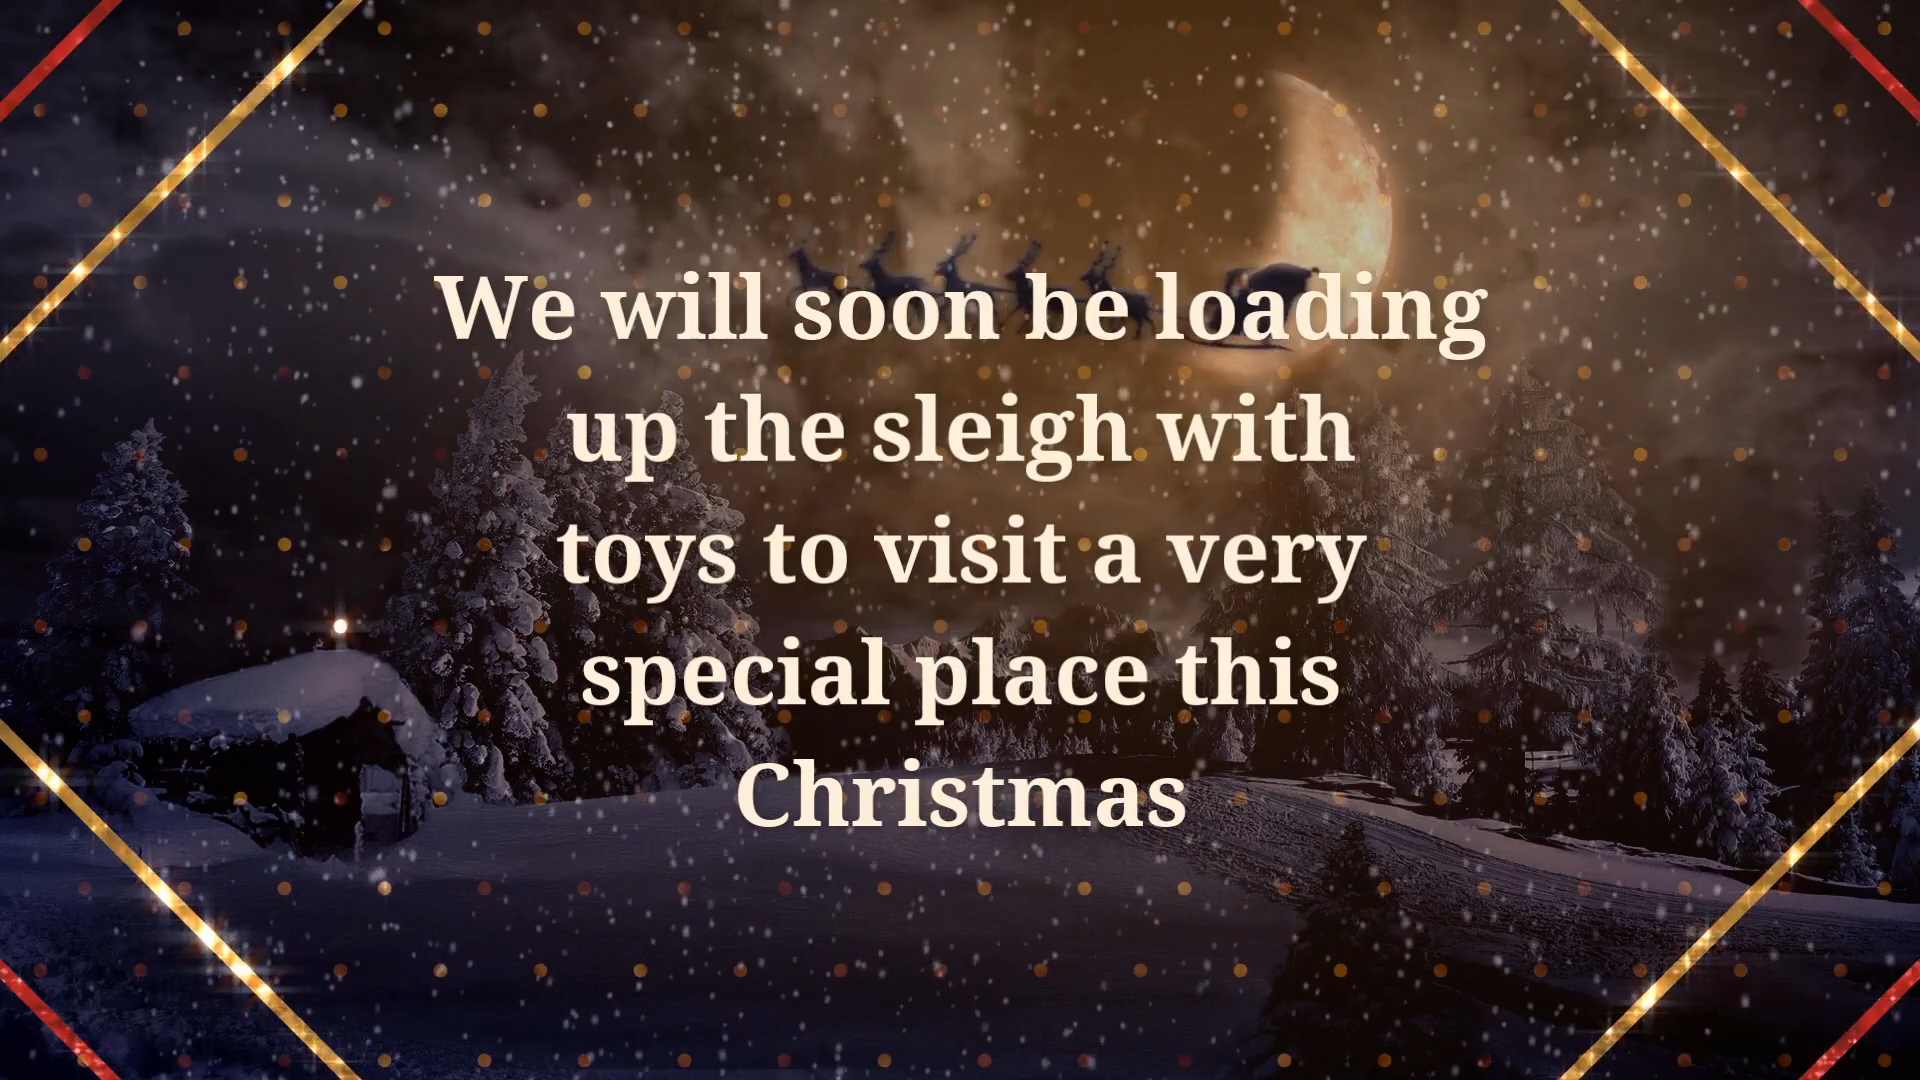 We will soon be loading
up the sleigh with
toys to visit a very
special place this
Christmas